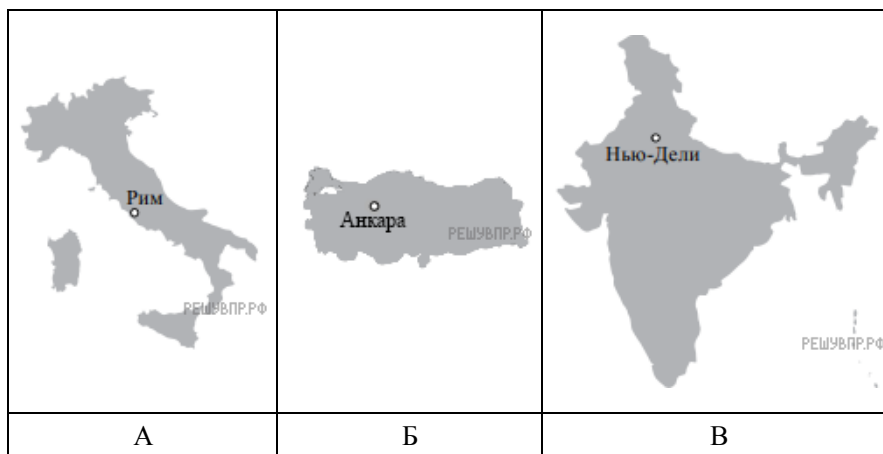 Рим
РЕШУВПР.РФ
Анкара
РЕШУВПР.РФ
Нью-Дели
РЕШУВПР.РФ
А
Б
В